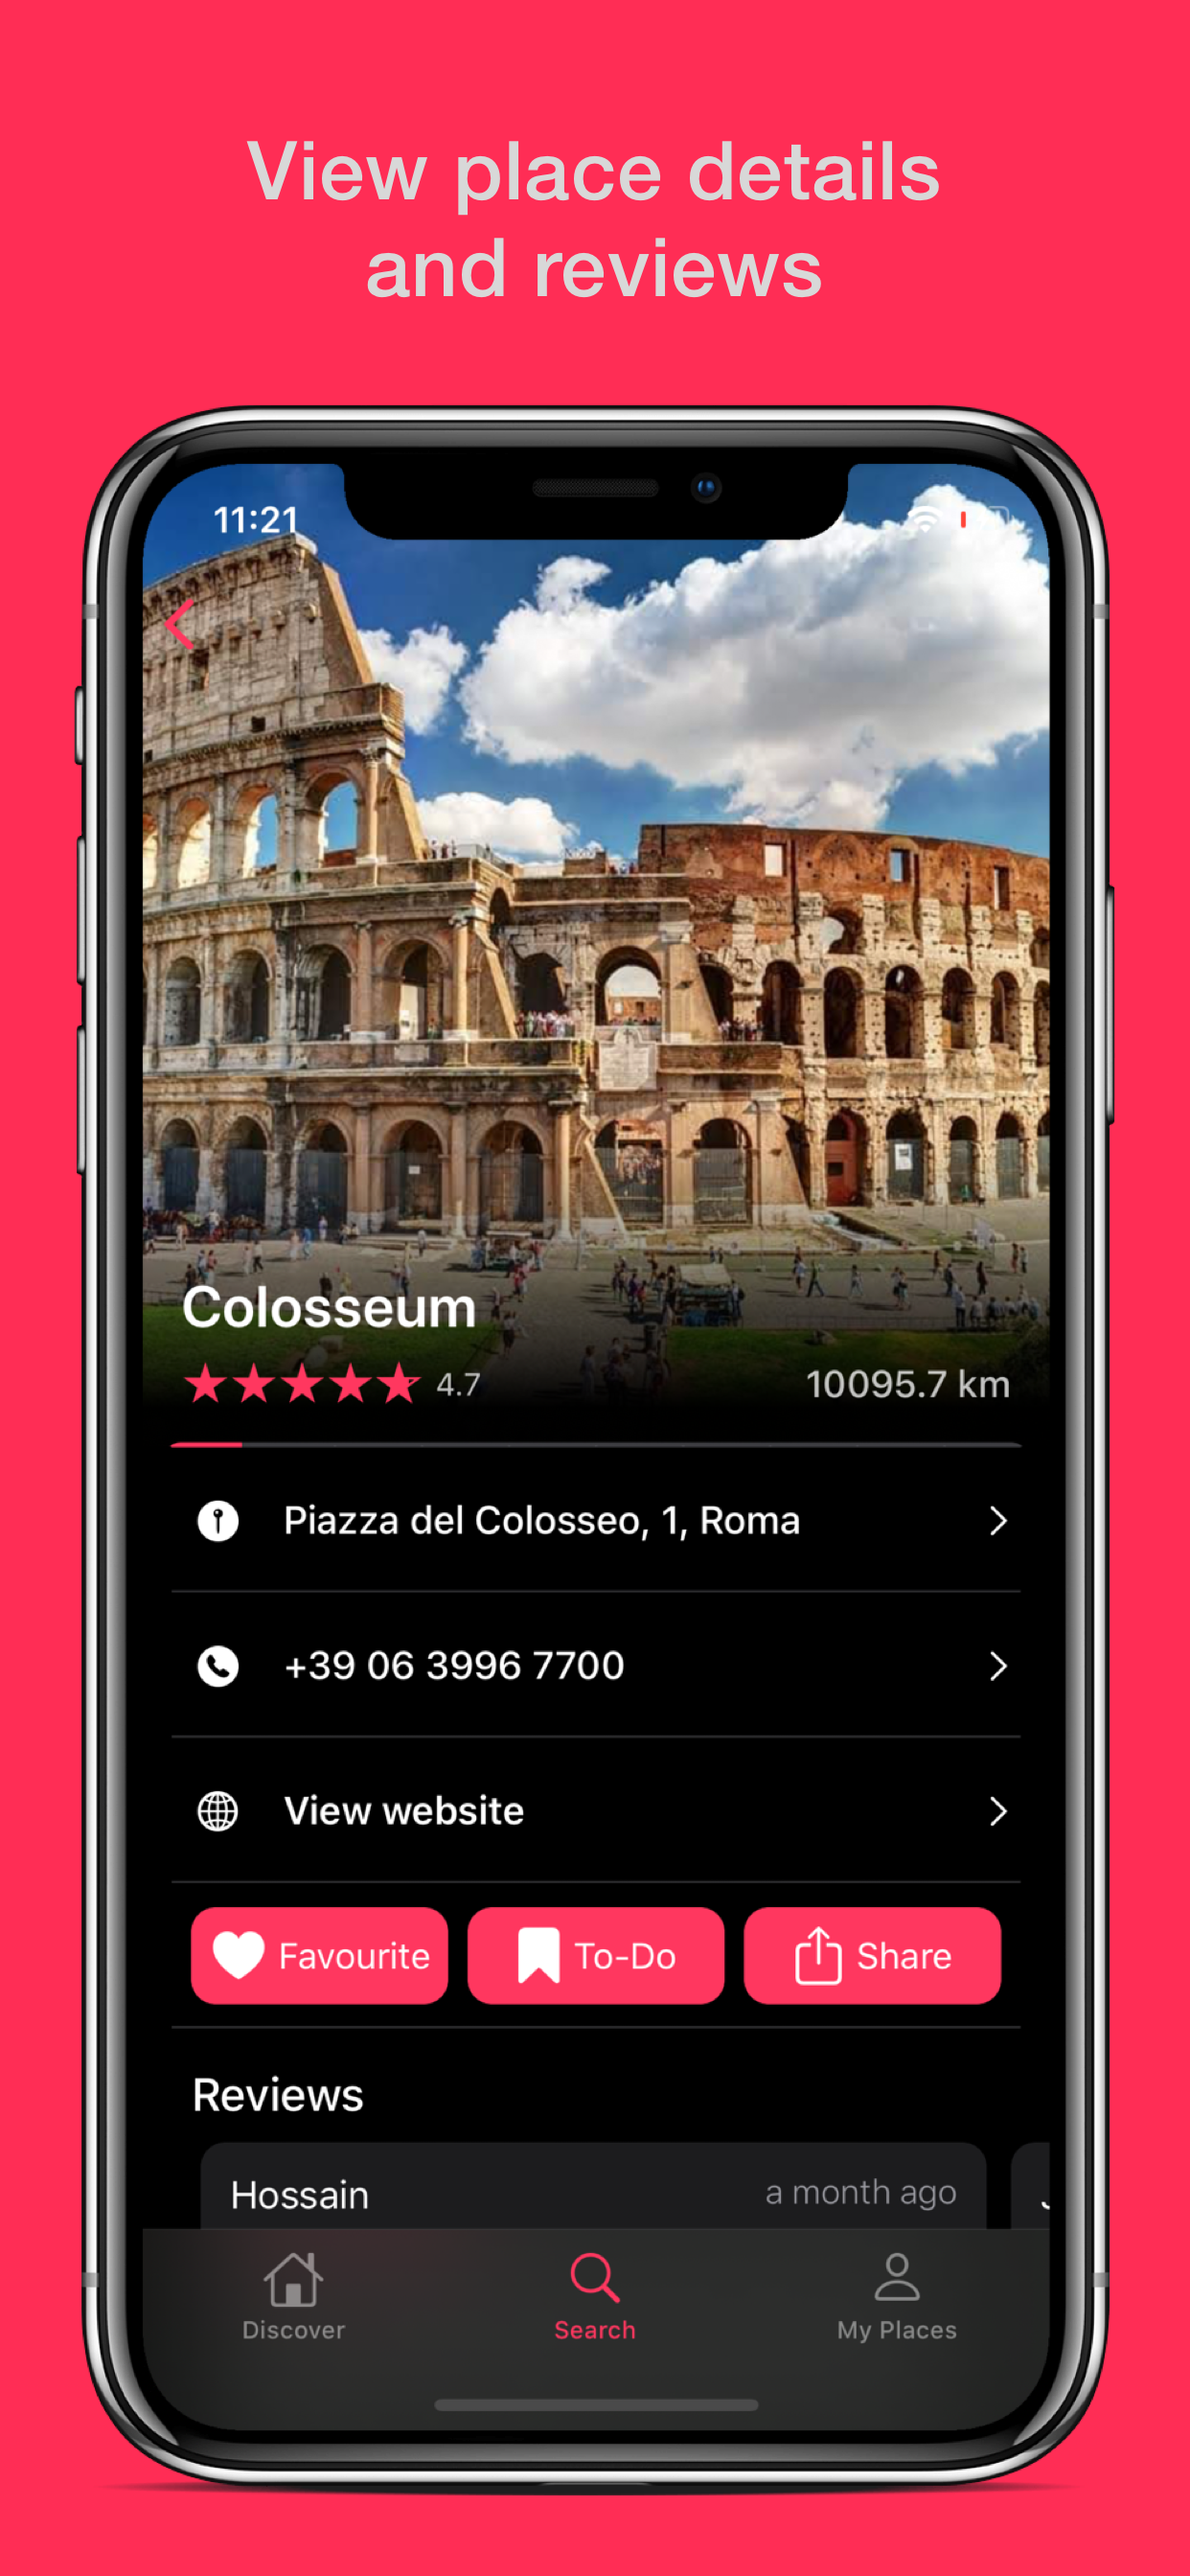 View place details
and reviews
11:21
Colosseum
4.7
10095.7 km
Piazza del Colosseo, 1, Roma
+39 06 3996 7700
View website
Favourite
To-Do
Share
Reviews
Hossain
a month ago
Discover
Search
My Places